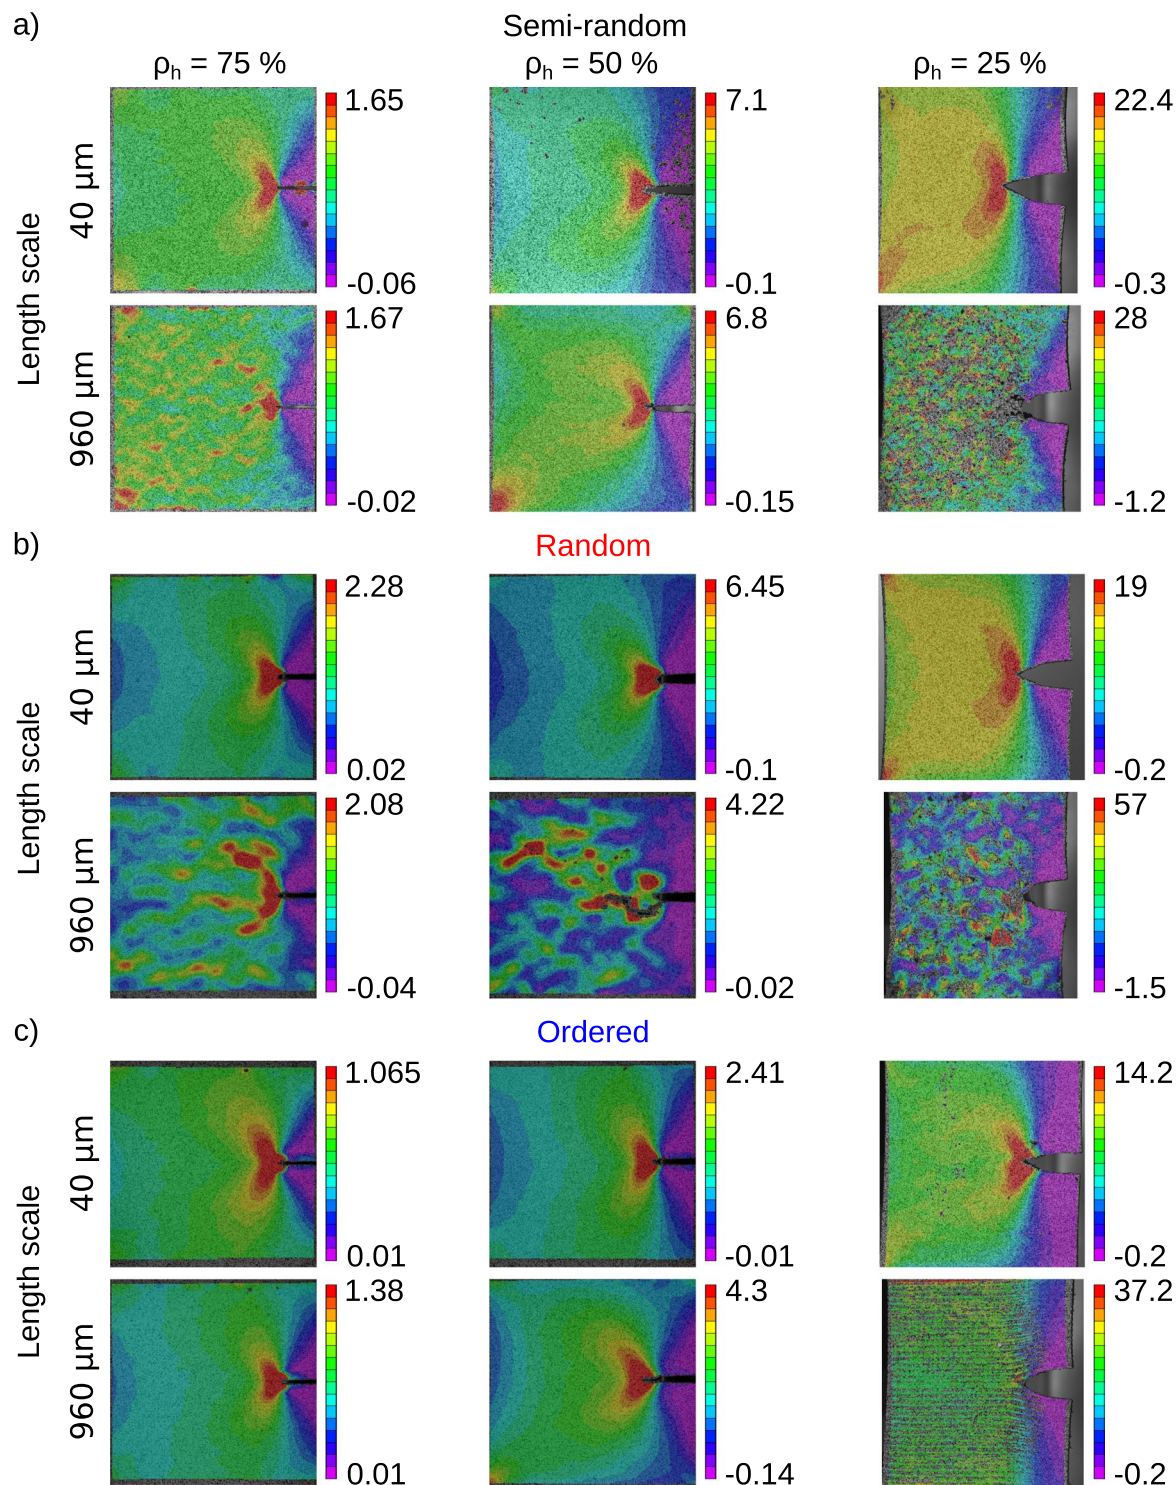 a)
Semi-random
ρh = 75 %
ρh = 50 %
ρh = 25 %
Length scale
40 μm
1.65
-0.06
7.1
-0.1
22.4
-0.3
960 μm
1.67
-0.02
6.8
-0.15
28
-1.2
b)
Random
Length scale
40 μm
2.28
0.02
6.45
-0.1
19
-0.2
960 μm
2.08
-0.04
4.22
-0.02
57
-1.5
c)
Ordered
Length scale
40 μm
1.065
0.01
2.41
-0.01
14.2
-0.2
960 μm
1.38
0.01
4.3
-0.14
37.2
-0.2